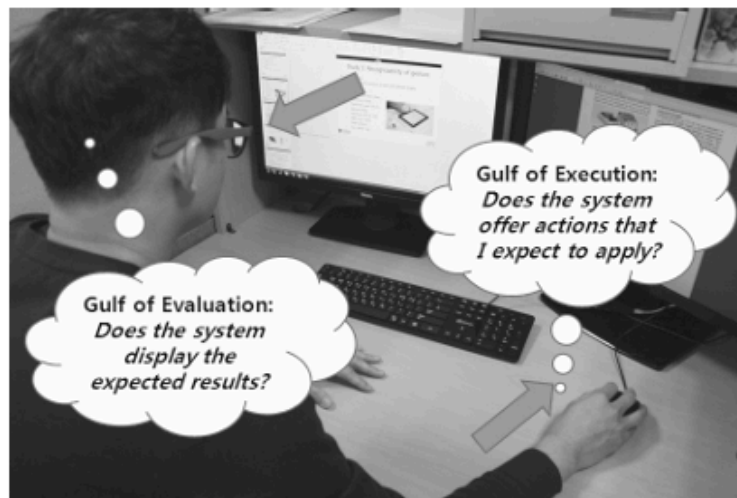 Gulf of Execution:
Does the system
offer actions that
I expect to apply?
Gulf of Evaluation:
Does the system
display the
expected results?